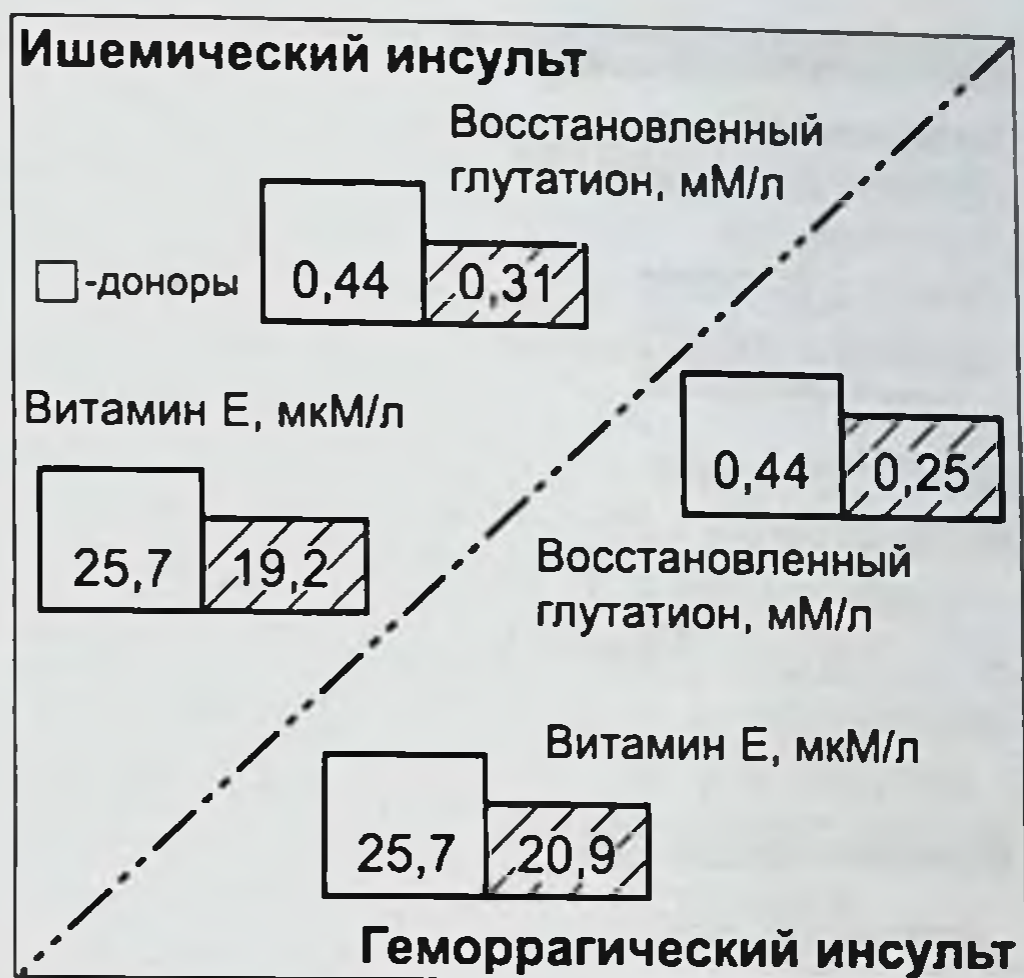 Ишемический инсульт
Восстановленный
глутатион, мМ/л
0,44 0,31
-доноры
Витамин Е, мкМ/л
0,44 0,25
25,7 19,2
Восстановленный
глутатион, мМ/л
Витамин Е, мкМ/л
25,7 20,9
Геморрагический инсульт